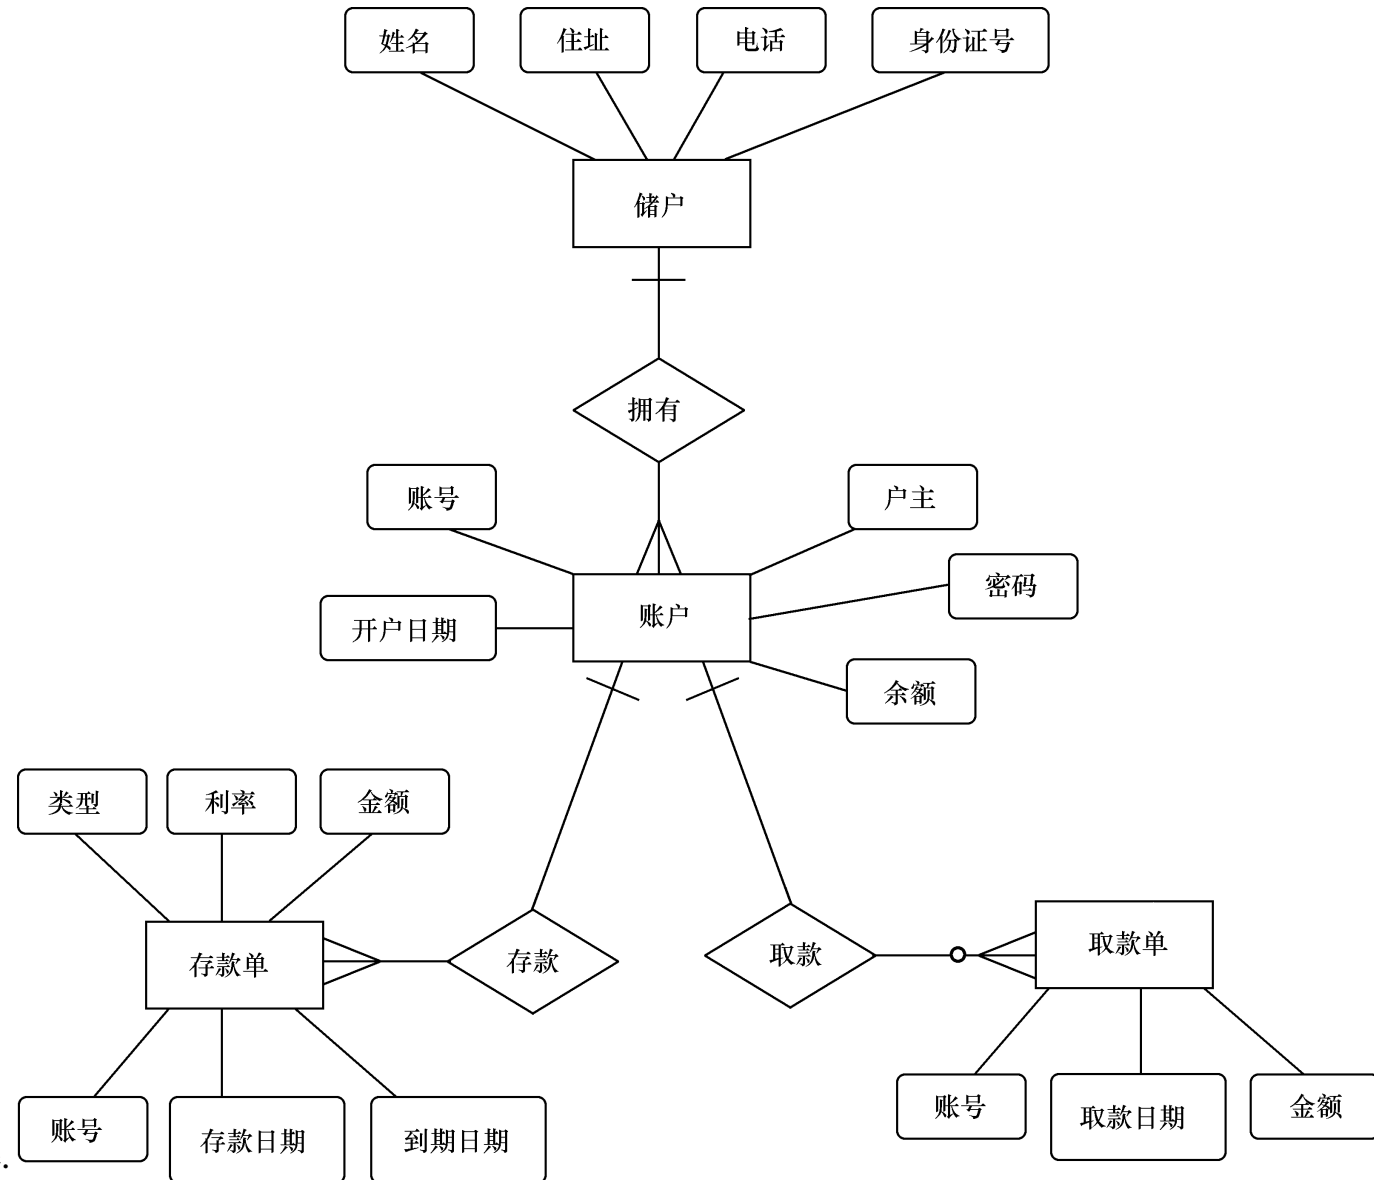 姓名
住址
电话
身份证号
储户
拥有
账号
户主
密码
账户
开户日期
余额
类型
利率
金额
存款单
存款
取款
取款单
账号
存款日期
到期日期
账号
取款日期
金额